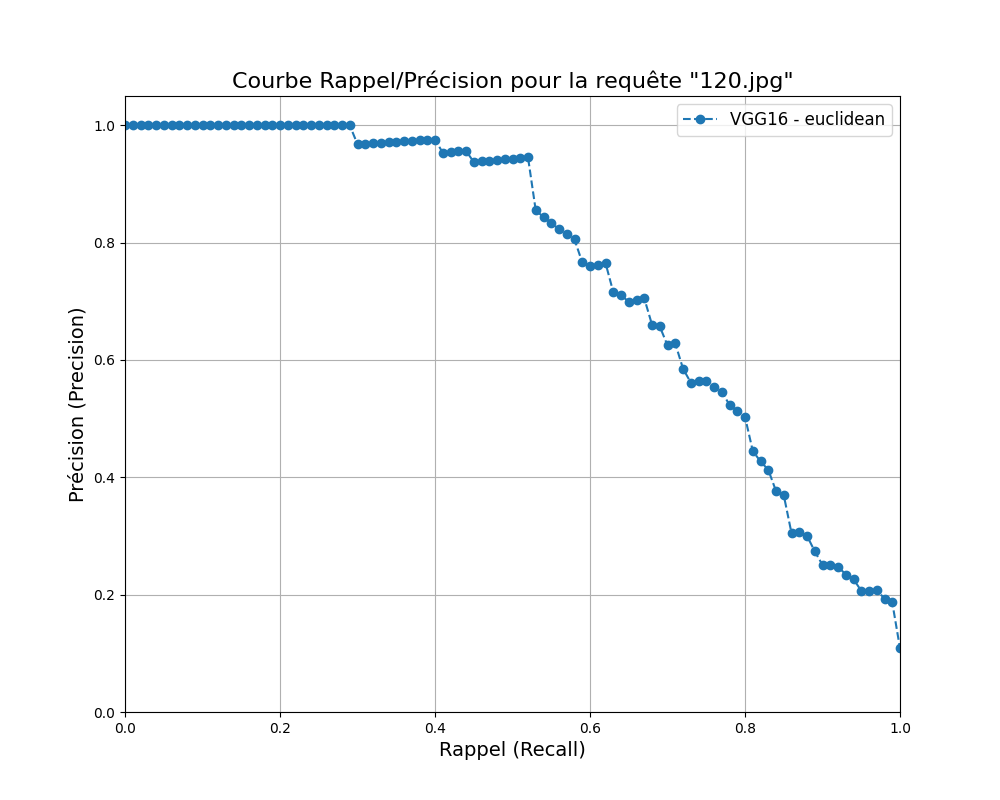 Courbe Rappel/Précision pour la requête "120.jpg"
VGG16 - euclidean
Précision (Precision)
1.0
0.8
0.6
0.4
0.2
0.0
0.0 0.2 0.4 0.6 0.8 1.0
Rappel (Recall)